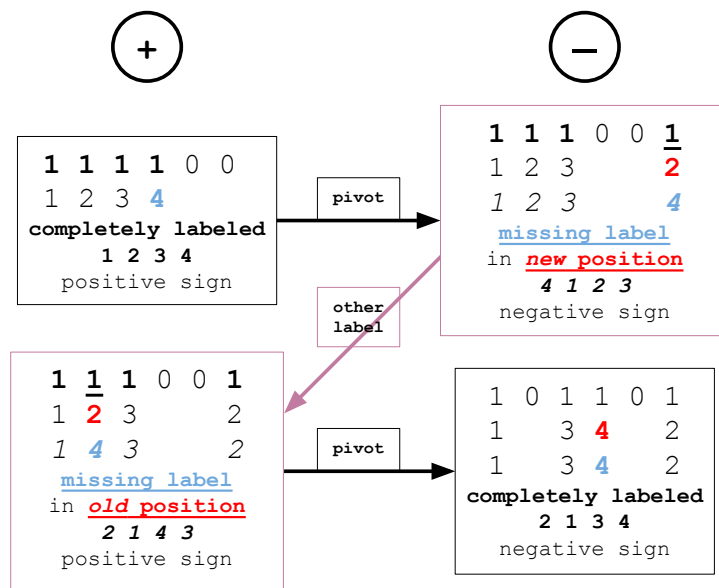 +
−
1 1 1 1 0 0
1 2 3 4
completely labeled
1 2 3 4
positive sign
pivot
1 1 1 0 0 1
1 2 3 2
1 2 3 4
missing label
in new position
4 1 2 3
negative sign
other
label
1 1 1 0 0 1
1 2 3 2
1 4 3 2
missing label
in old position
2 1 4 3
positive sign
pivot
1 0 1 1 0 1
1 3 4 2
1 3 4 2
completely labeled
2 1 3 4
negative sign